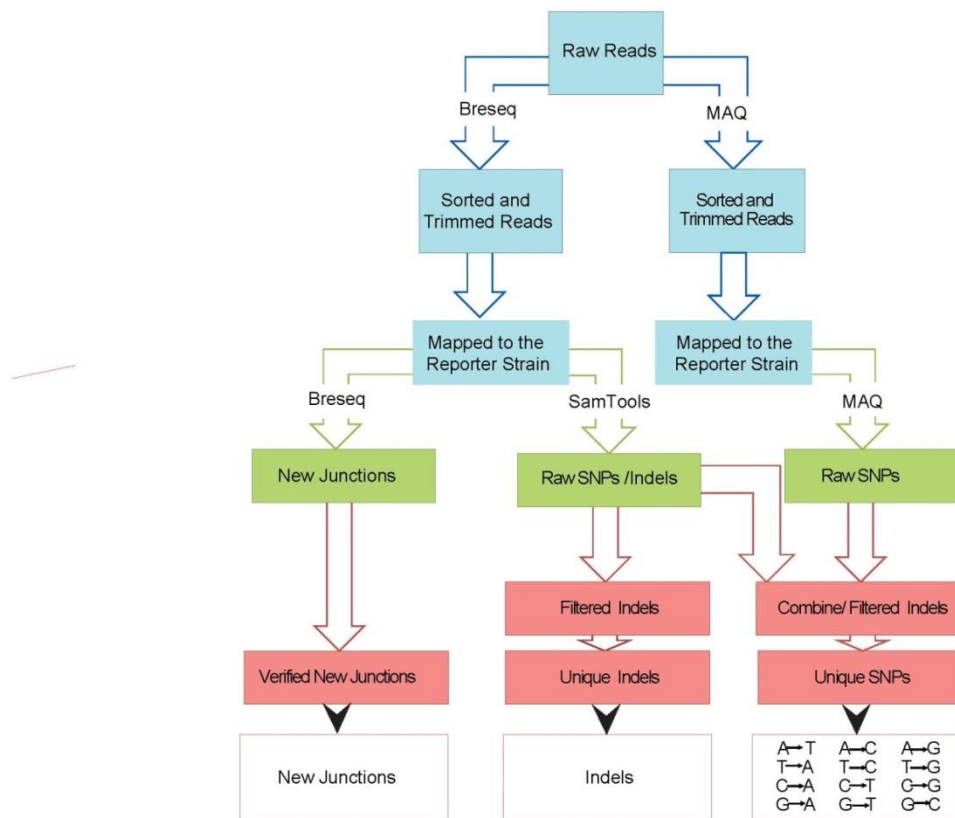 Raw Reads
Breseq
MAQ
Sorted and
Trimmed Reads
Sorted and
Trimmed Reads
Mapped to the
Reporter Strain
Mapped to the
Reporter Strain
Breseq
SamTools
MAQ
New Junctions
Raw SNPs /Indels
Raw SNPs
Filtered Indels
Combine/ Filtered Indels
Verified New Junctions
Unique Indels
Unique SNPs
New Junctions
Indels
A→T A→C A→G
T→A T→C T→G
C→A C→T C→G
G→A G→T G→C